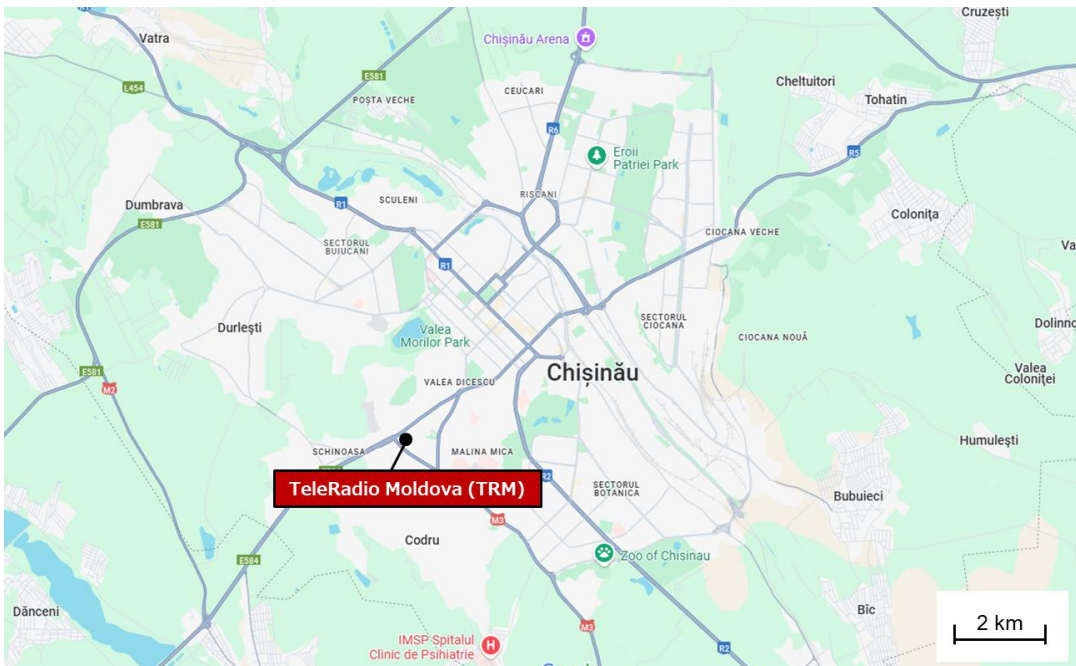 Cruzești
Vatra
Chișinău Arena
E581
L454
CEUCARI
Cheltuitori
POȘTA VECHE
Tohatin
R6
R5
Eroii
Patriei Park
RISCANI
SCULENI
R1
Dumbrava
Colonița
E581
CIOCANA VECHE
SECTORUL
BUIUCANI
R1
SECTORUL
CIOCANA
Durlești
Dolinno
Valea
Morilor Park
CIOCANA NOUĂ
Valea
Coloniței
E581
Chișinău
VALEA DICESCU
M2
Humulești
SCHINOASA
MALINA MICA
R2
TeleRadio Moldova (TRM)
SECTORUL
BOTANICA
Bubuieci
M3
Codru
Zoo of Chisinau
E584
Dănceni
Bîc
2 km
M3
IMSP Spitalul
Clinic de Psihiatrie
H
R2